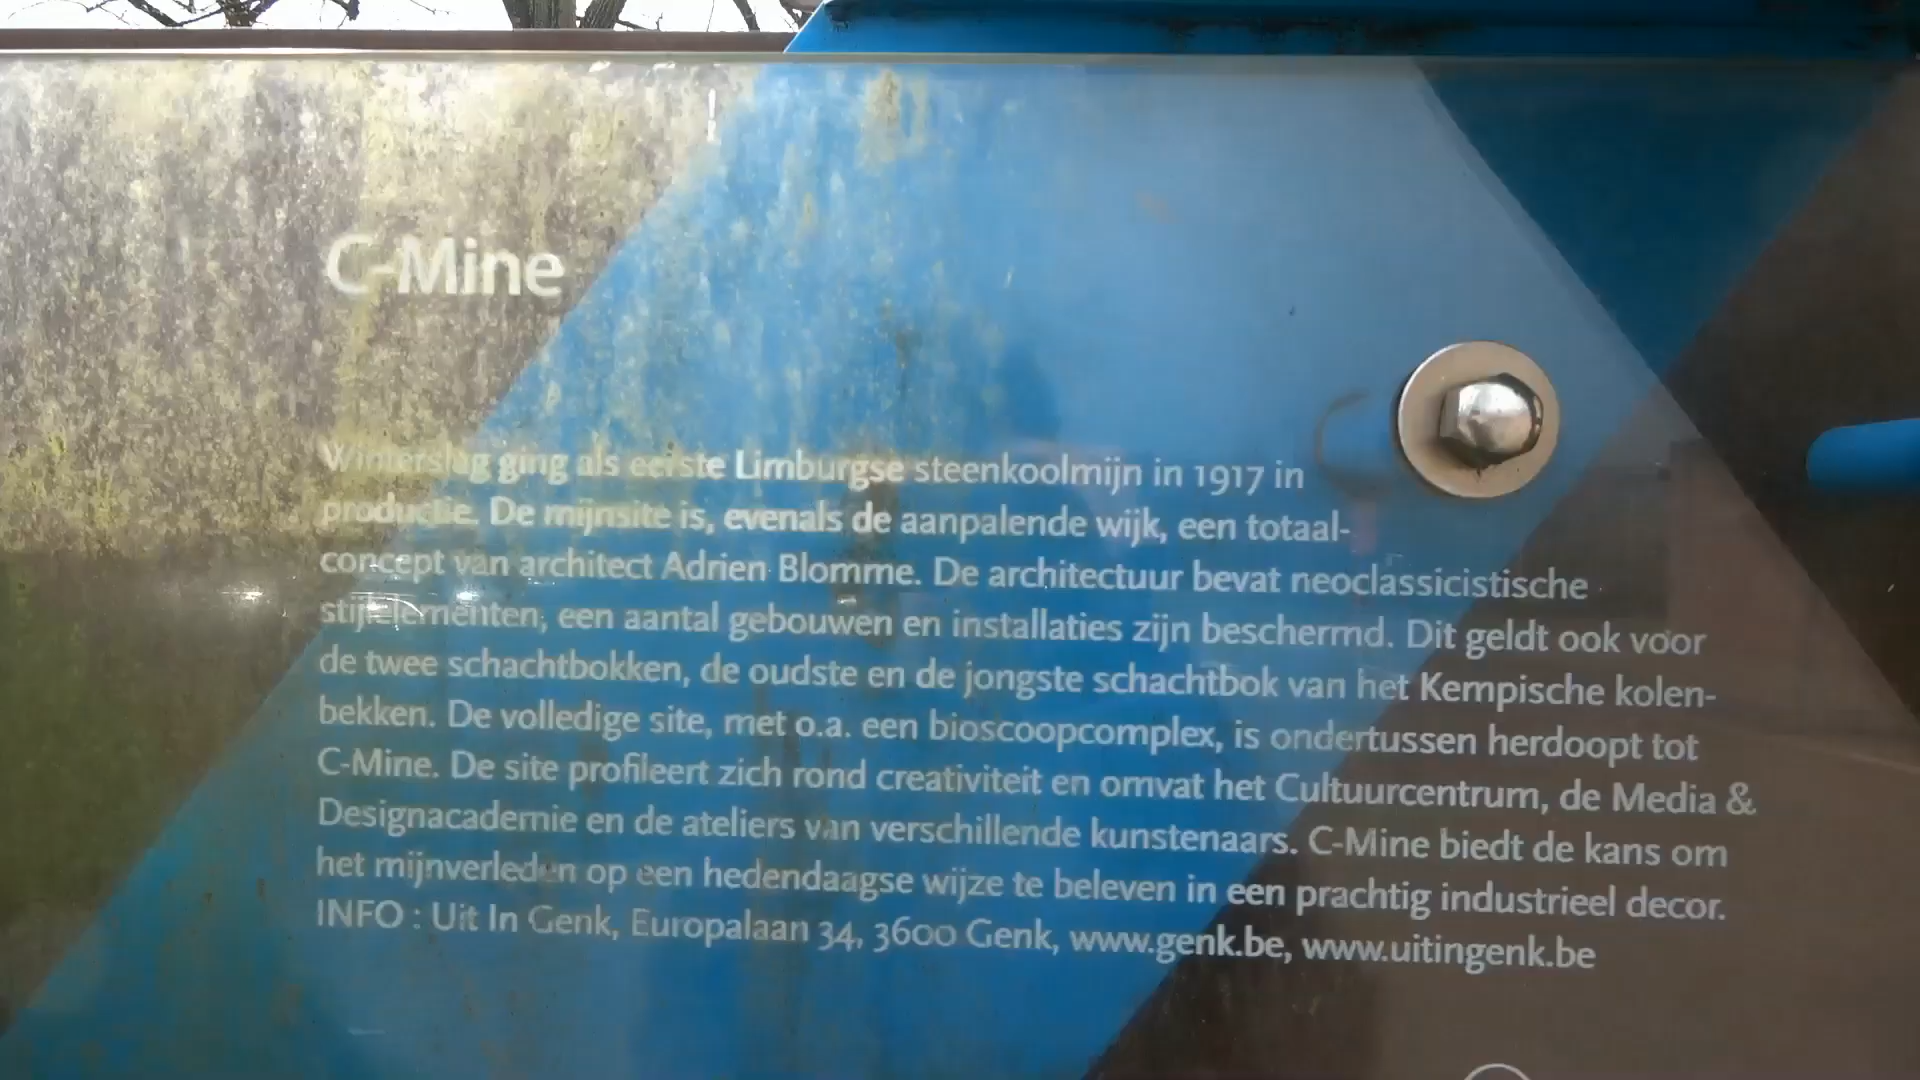 C-Mine
Winterslag ging als eerste Limburgse steenkoolmijn in 1917 in
productie. De mijnsite is, evenals de aanpalende wijk, een totaal-
concept van architect Adrien Blomme. De architectuur bevat neoclassicistische
stijlelementen, een aantal gebouwen en installaties zijn beschermd. Dit geldt ook voor
de twee schachtbokken, de oudste en de jongste schachtbok van het Kempische kolen-
bekken. De volledige site, met o.a. een bioscoopcomplex, is ondertussen herdoopt tot
C-Mine. De site profileert zich rond creativiteit en omvat het Cultuurcentrum, de Media &
Designacademie en de ateliers van verschillende kunstenaars. C-Mine biedt de kans om
het mijnverleden op een hedendaagse wijze te beleven in een prachtig industrieel decor.
INFO : Uit In Genk, Europalaan 34, 3600 Genk, www.genk.be, www.uitingenk.be